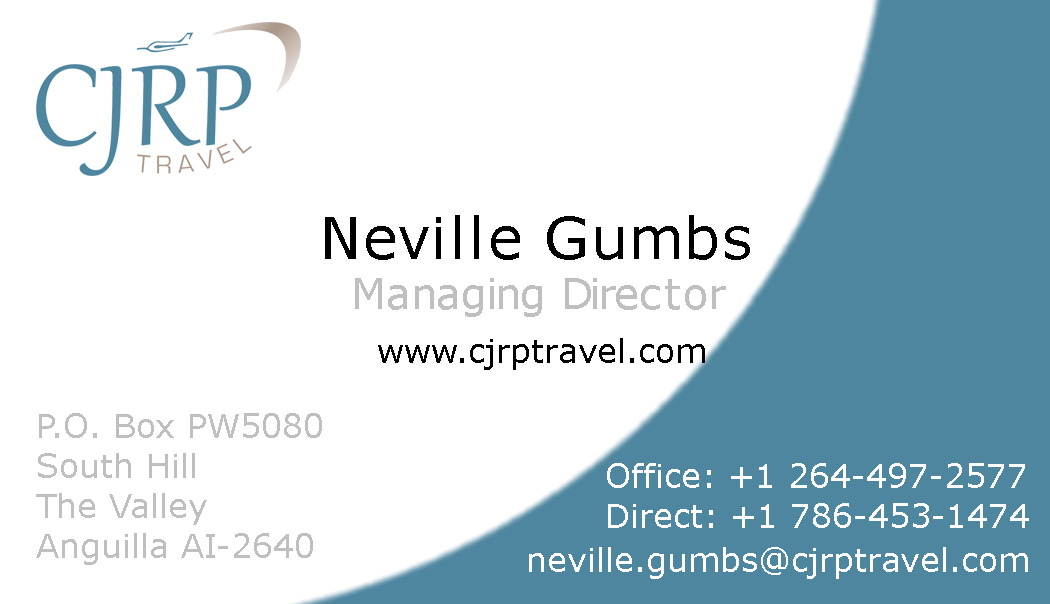 CJRP
TRAVEL
Neville Gumbs
Managing Director
www.cjrptravel.com
P.O. Box PW5080
South Hill
The Valley
Anguilla AI-2640
Office: +1 264-497-2577
Direct: +1 786-453-1474
neville.gumbs@cjrptravel.com